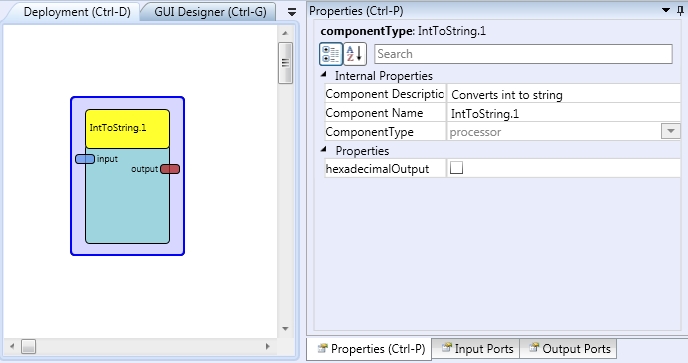 Deployment (Ctrl-D)
GUI Designer (Ctrl-G)
IntToString.1
input
output
Properties (Ctrl-P)
componentType: IntToString.1
Search
Internal Properties
Component Descriptic Converts int to string
Component Name IntToString.1
ComponentType processor
Properties
hexadecimalOutput
Properties (Ctrl-P)
Input Ports
Output Ports